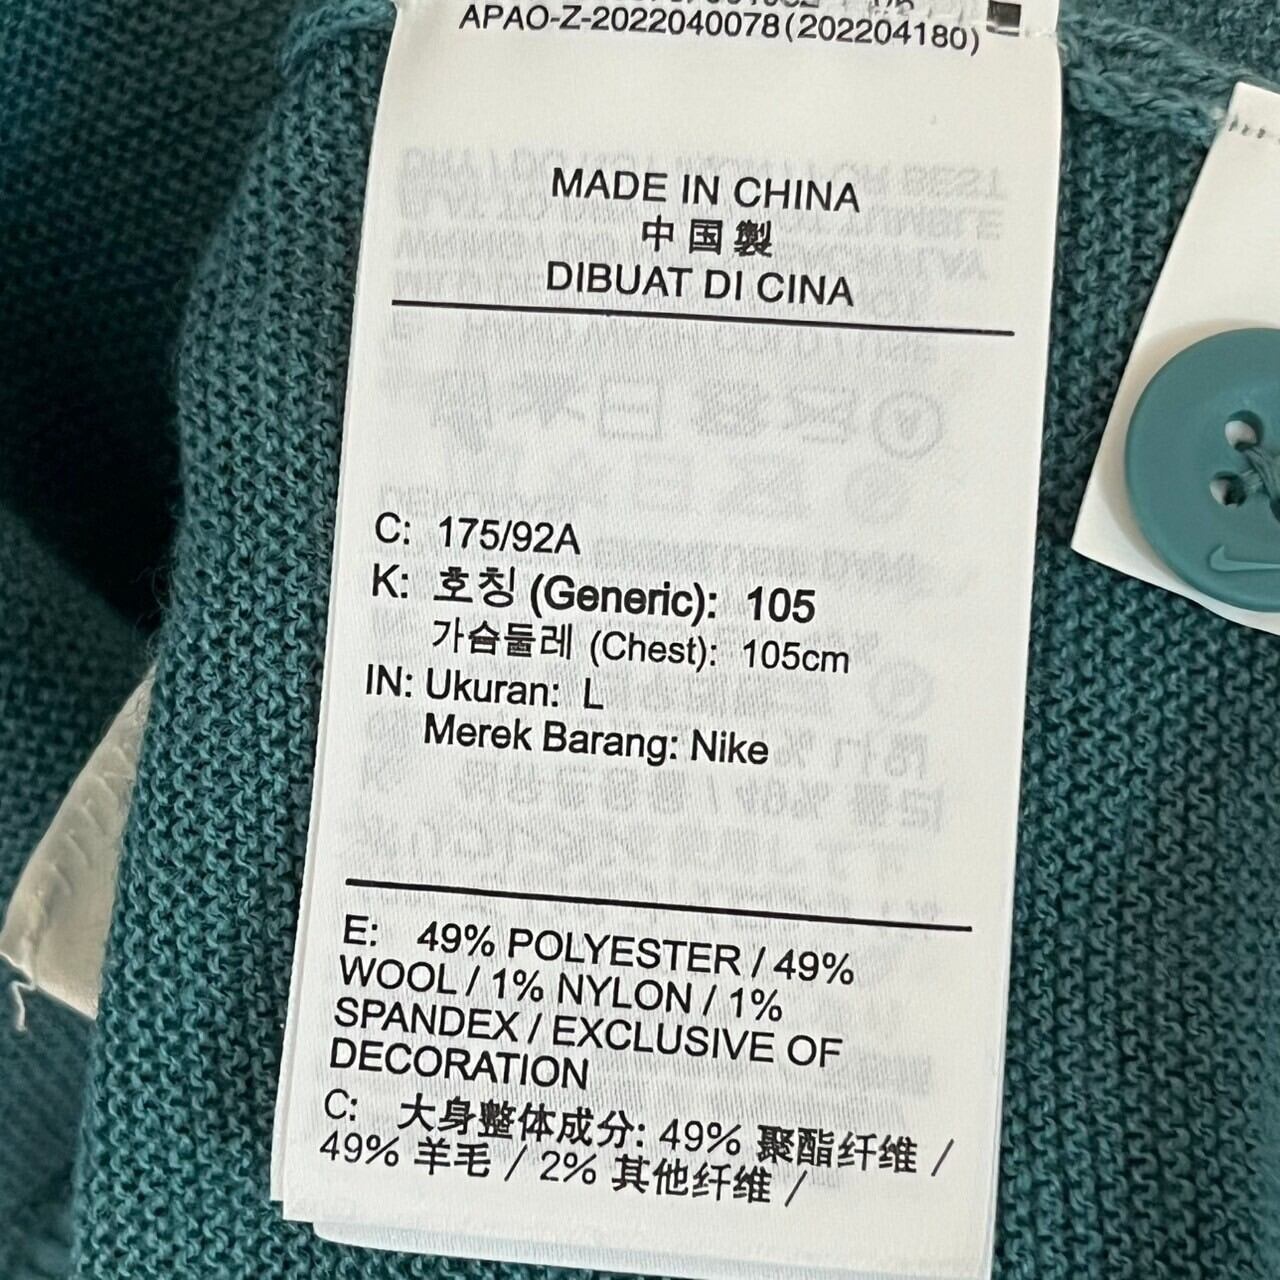 APAO-Z-2022040078(202204180)
MADE IN CHINA
中国製
DIBUAT DI CINA
C: 175/92A
K: 호칭 (Generic): 105
가슴둘레 (Chest): 105cm
IN: Ukuran: L
Merek Barang: Nike
E: 49% POLYESTER / 49%
WOOL / 1% NYLON / 1%
SPANDEX / EXCLUSIVE OF
DECORATION
C: 大身整体成分: 49% 聚酯纤维 /
49% 羊毛 / 2% 其他纤维 /